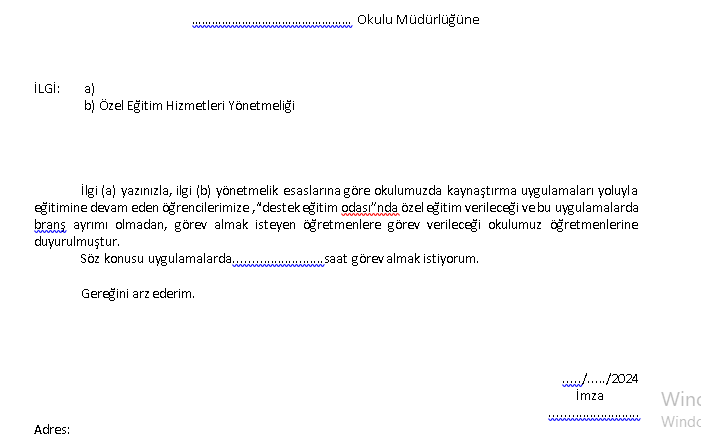 ................................................ Okulu Müdürlüğüne
İLGİ: a)
b) Özel Eğitim Hizmetleri Yönetmeliği
İlgi (a) yazınızla, ilgi (b) yönetmelik esaslarına göre okulumuzda kaynaştırma uygulamaları yoluyla
eğitimine devam eden öğrencilerimize ,"destek eğitim odası"nda özel eğitim verileceği ve bu uygulamalarda
branş ayrımı olmadan, görev almak isteyen öğretmenlere görev verileceği okulumuz öğretmenlerine
duyurulmuştur.
Söz konusu uygulamalarda.........................saat görev almak istiyorum.
Gereğini arz ederim.
...../...../2024
İmza
.........................
Adres:
Wind
Windo